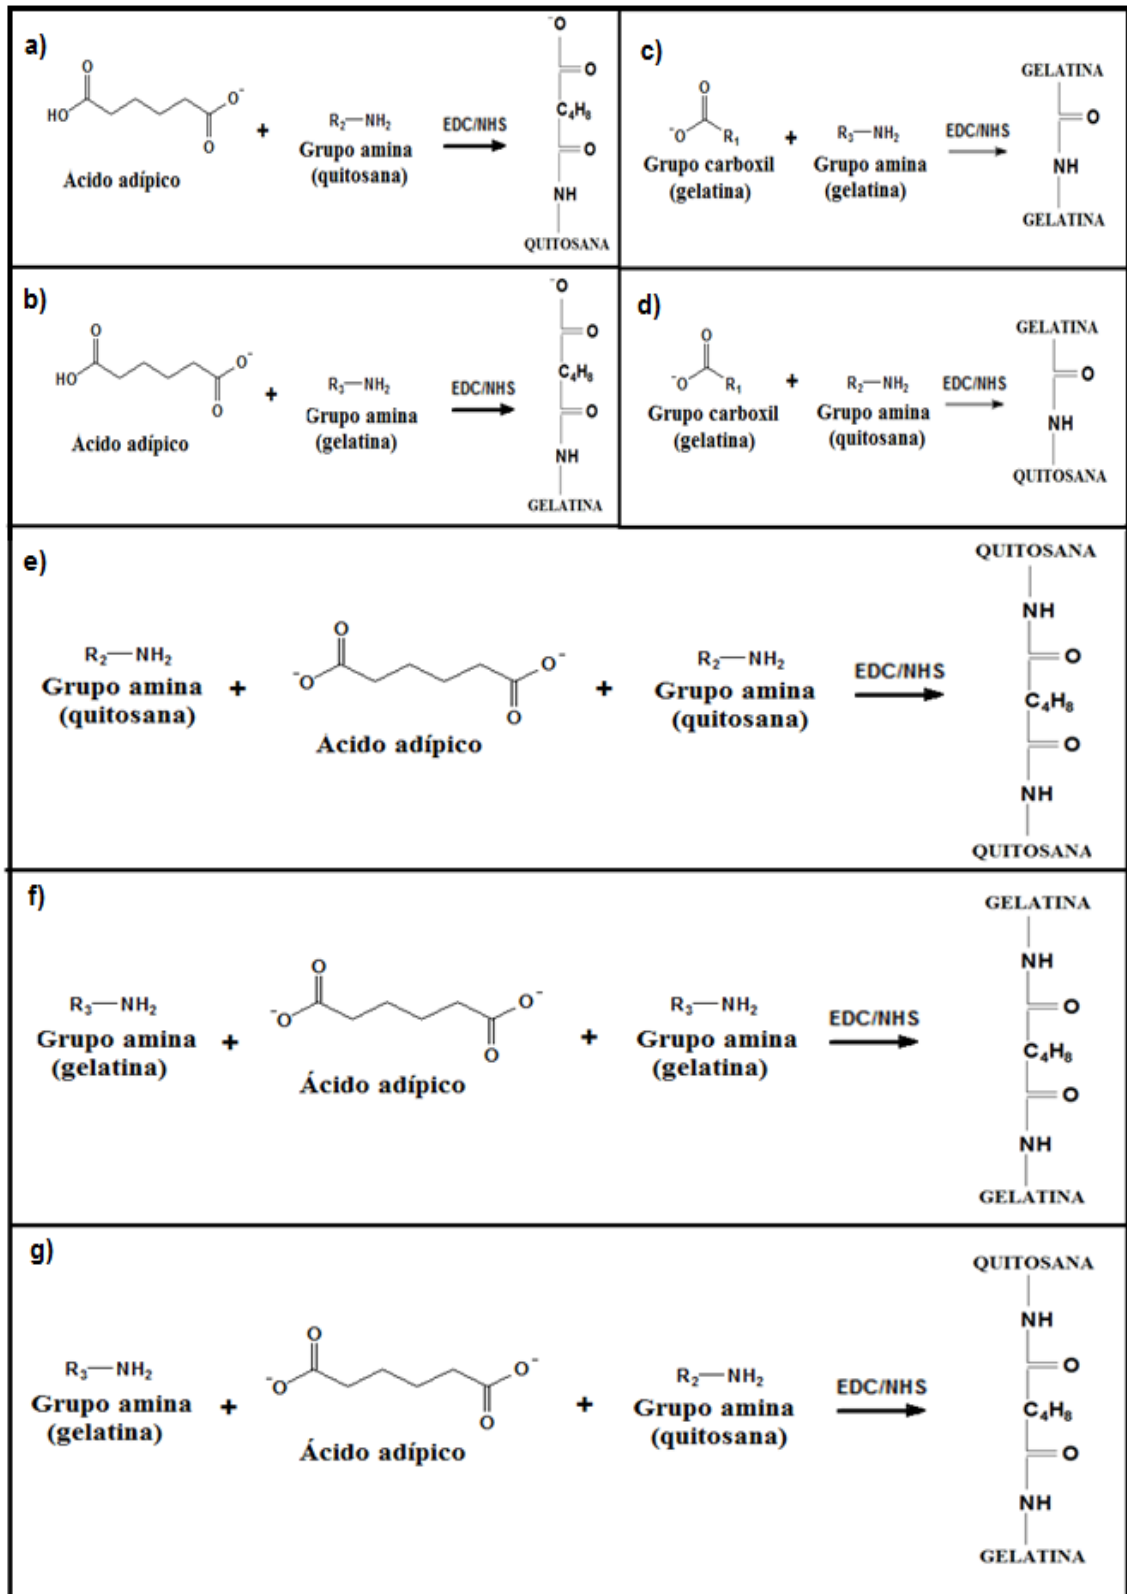 a)
O
HO
O-
O
Ácido adípico
+
R2—NH2
Grupo amina
(quitosana)
EDC/NHS
-O
O
C4H8
O
NH
QUITOSANA
b)
O
HO
O-
O
Ácido adípico
+
R3—NH2
Grupo amina
(gelatina)
EDC/NHS
-O
O
C4H8
O
NH
GELATINA
c)
O
-O
R1
Grupo carboxil
(gelatina)
+
R3—NH2
Grupo amina
(gelatina)
EDC/NHS
GELATINA
O
NH
GELATINA
d)
O
-O
R1
Grupo carboxil
(gelatina)
+
R2—NH2
Grupo amina
(quitosana)
EDC/NHS
GELATINA
O
NH
QUITOSANA
e)
R2—NH2
Grupo amina
(quitosana)
+
O
-O
O-
O
Acido adípico
+
R2—NH2
Grupo amina
(quitosana)
EDC/NHS
QUITOSANA
NH
O
C4H8
O
NH
QUITOSANA
f)
R3—NH2
Grupo amina
(gelatina)
+
O
-O
O-
O
Ácido adípico
+
R3—NH2
Grupo amina
(gelatina)
EDC/NHS
GELATINA
NH
O
C4H8
O
NH
GELATINA
g)
R3—NH2
Grupo amina
(gelatina)
+
O
-O
O-
O
Ácido adípico
+
R2—NH2
Grupo amina
(quitosana)
EDC/NHS
QUITOSANA
NH
O
C4H8
O
NH
GELATINA